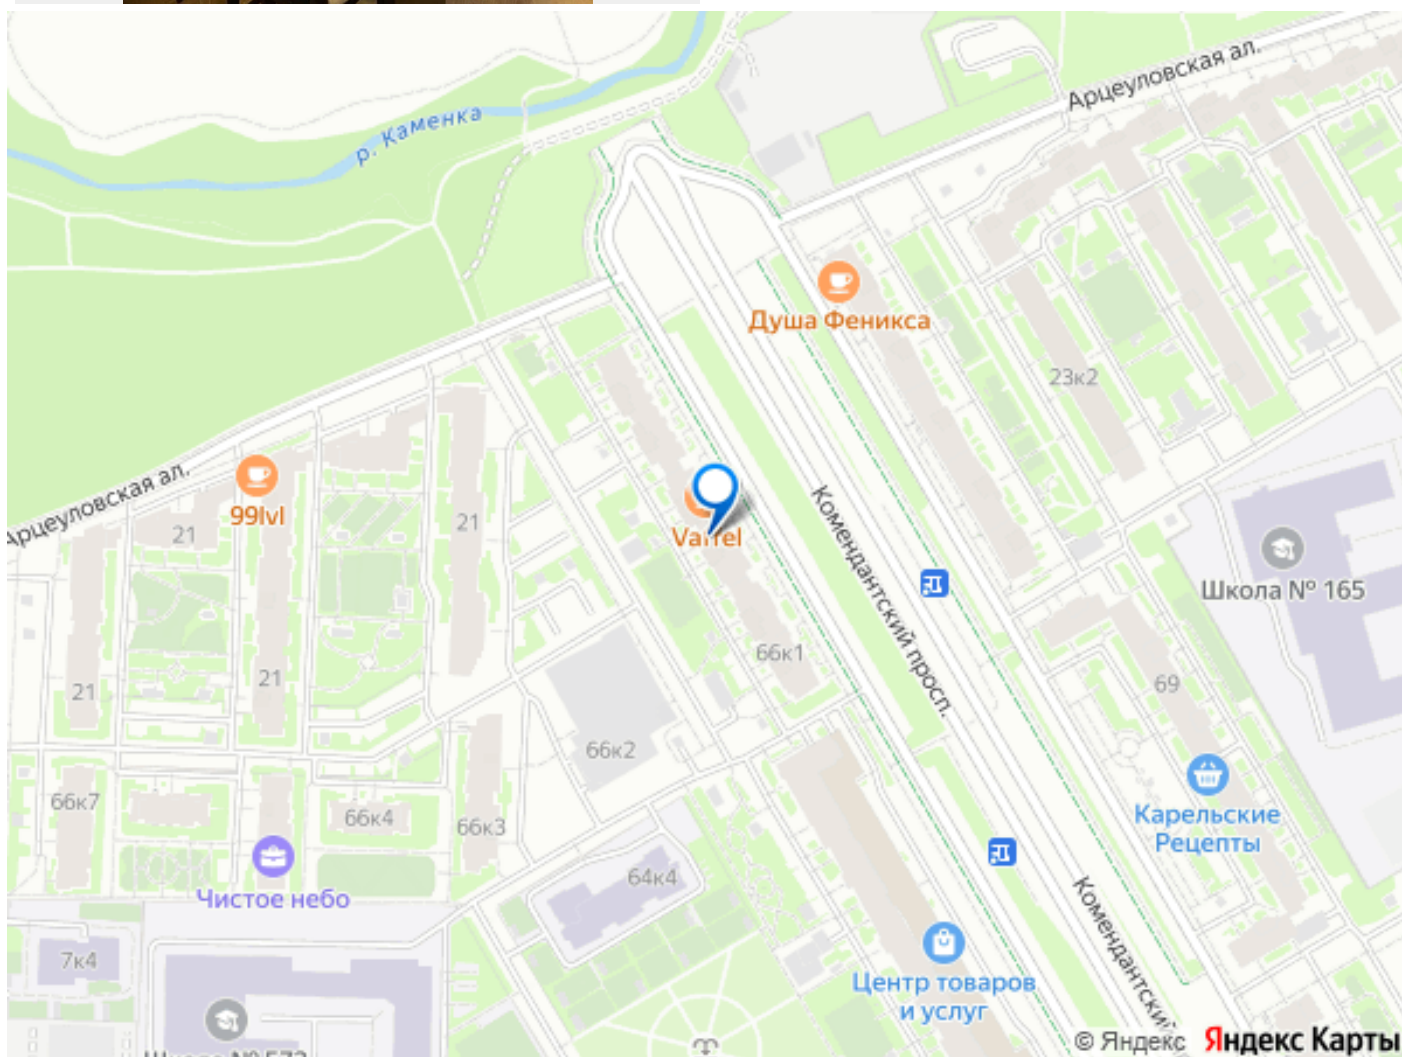 р. Каменка
Арцеуловская ал.
Душа Феникса
23к2
Арцеуловская ал.
99lvl
21
21
Комендантский просп.
Школа № 165
66к1
21
21
69
66к2
Карельские
Рецепты
66к7
66к4
66к3
Чистое небо
64к4
Комендантский
7к4
Центр товаров
и услуг
© Яндекс Яндекс Карты